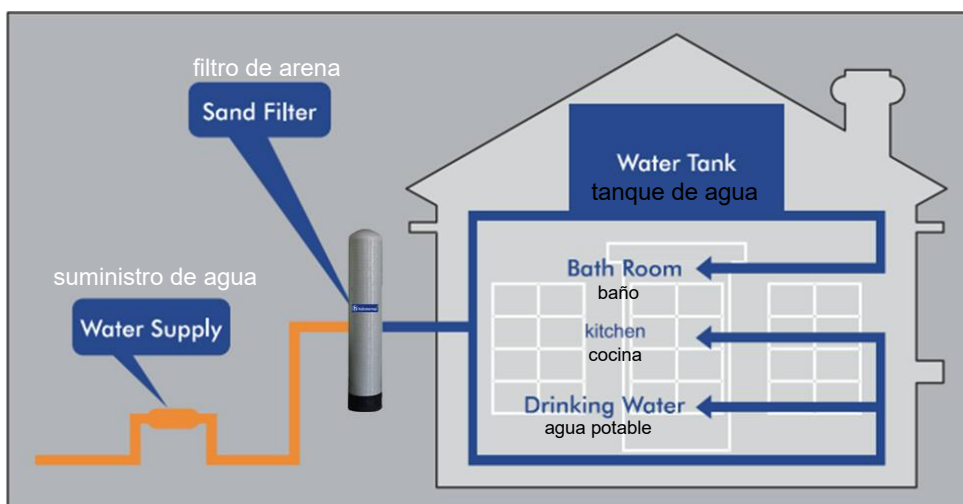 filtro de arena
Sand Filter
Water Tank
tanque de agua
suministro de agua
Water Supply
Bath Room
baño
kitchen
cocina
Drinking Water
agua potable